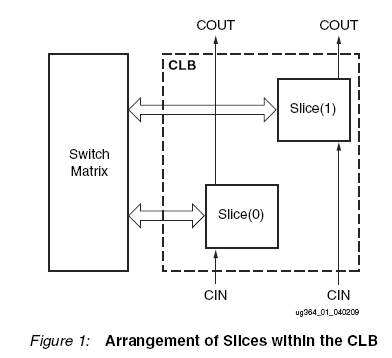 COUT COUT
CLB
Slice(1)
Switch
Matrix
Slice(0)
CIN CIN
ug364_01_040209
Figure 1: Arrangement of Slices within the CLB